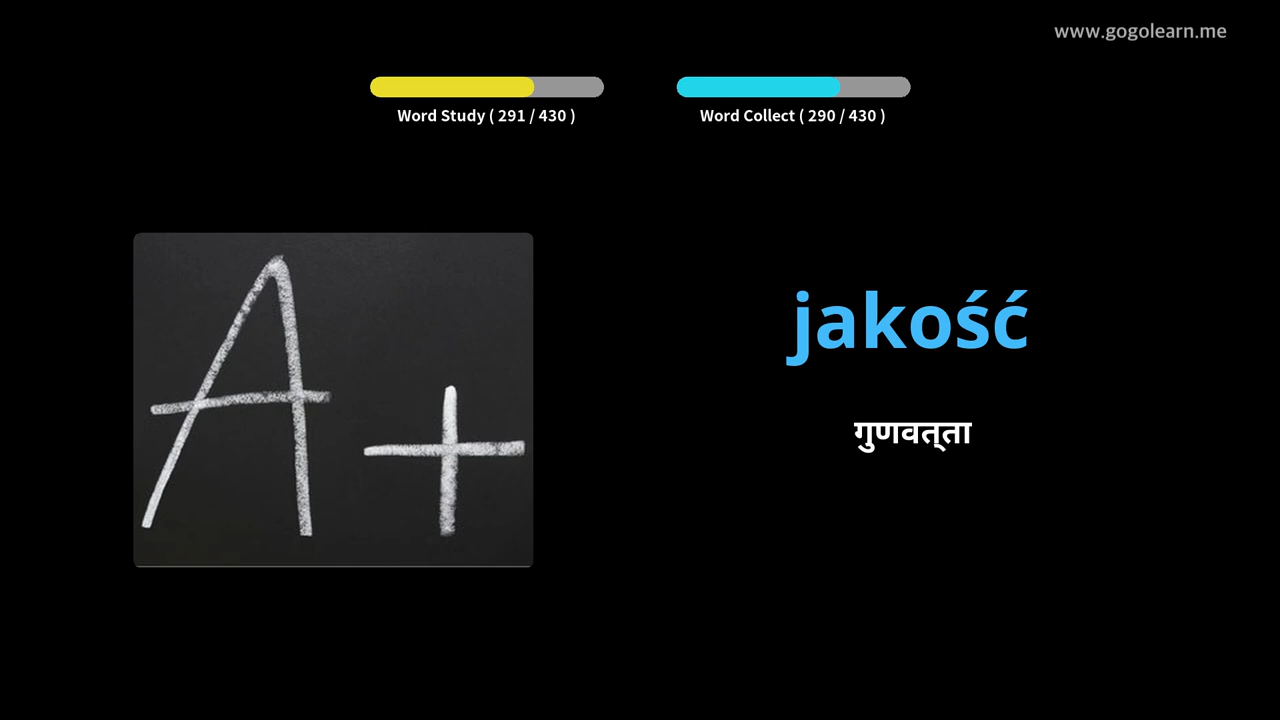 www.gogolearn.me
Word Study ( 291 / 430 )
Word Collect ( 290 / 430 )
A+
jakość
गुणवत्ता